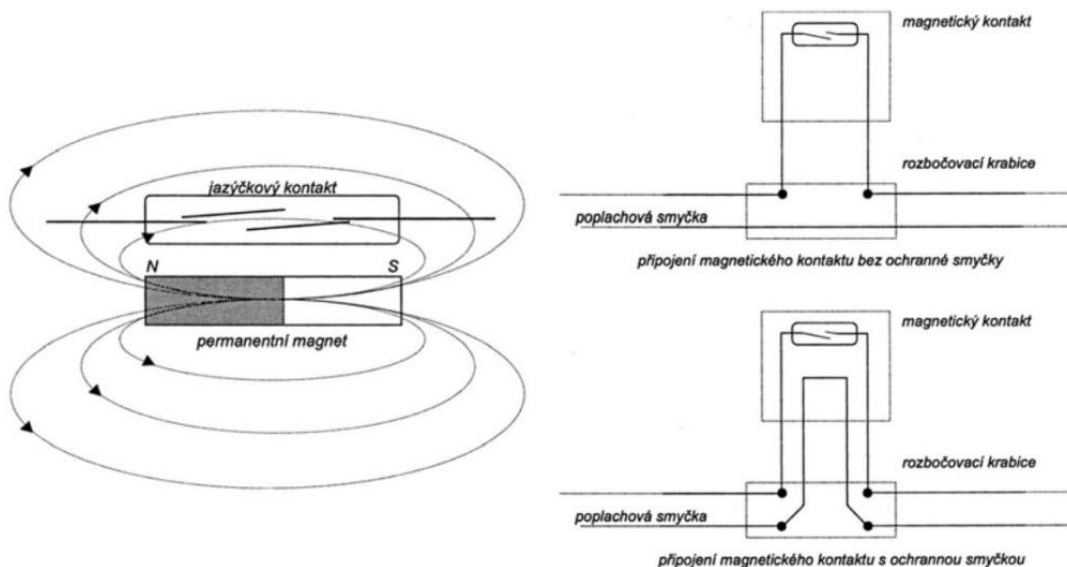 jazýčkový kontakt
N
S
permanentní magnet
magnetický kontakt
rozbočovací krabice
poplachová smyčka
připojení magnetického kontaktu bez ochranné smyčky
magnetický kontakt
rozbočovací krabice
poplachová smyčka
připojení magnetického kontaktu s ochrannou smyčkou